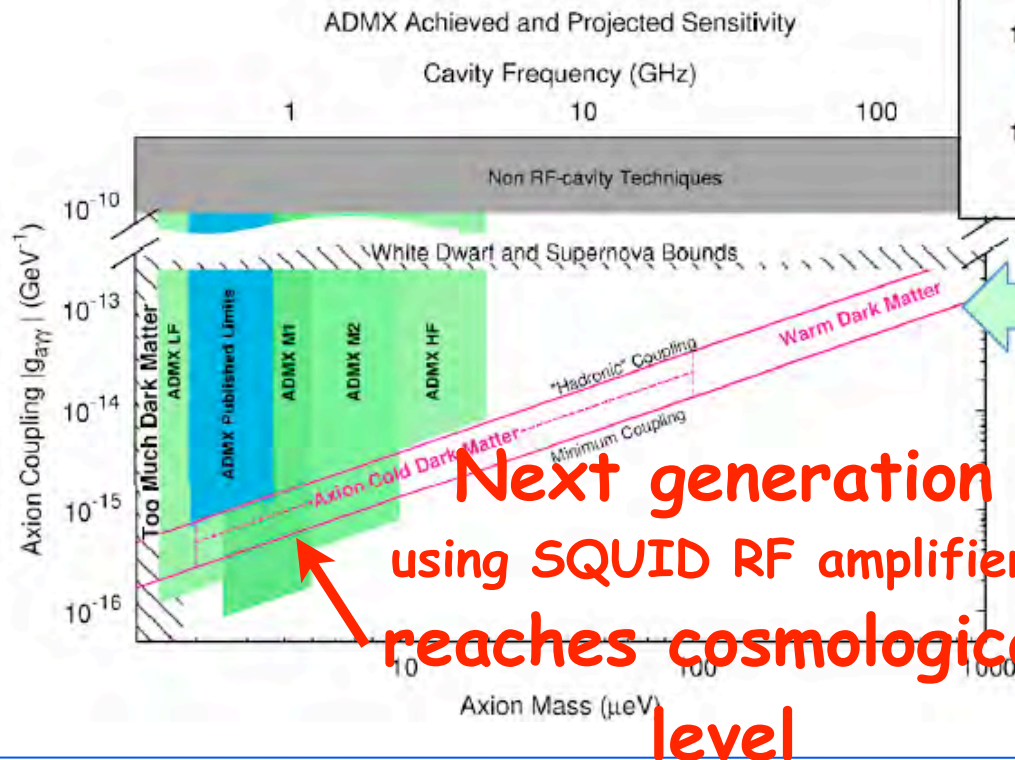 ADMX Achieved and Projected Sensitivity
Cavity Frequency (GHz)
1 10 100
Non RF-cavity Techniques
10-10
White Dwarf and Supernova Bounds
10-13
10-14
10-15
10-16
Axion Coupling |gaγγ | (GeV-1)
Too Much Dark Matter
ADMX LF
ADMX Published Limits
ADMX M1
ADMX M2
ADMX HF
Warm Dark Matter
"Hadronic" Coupling
Axion Cold Dark Matter
Minimum Coupling
Next generation
using SQUID RF amplifier
reaches cosmologic
level
10 100 1000
Axion Mass (μeV)